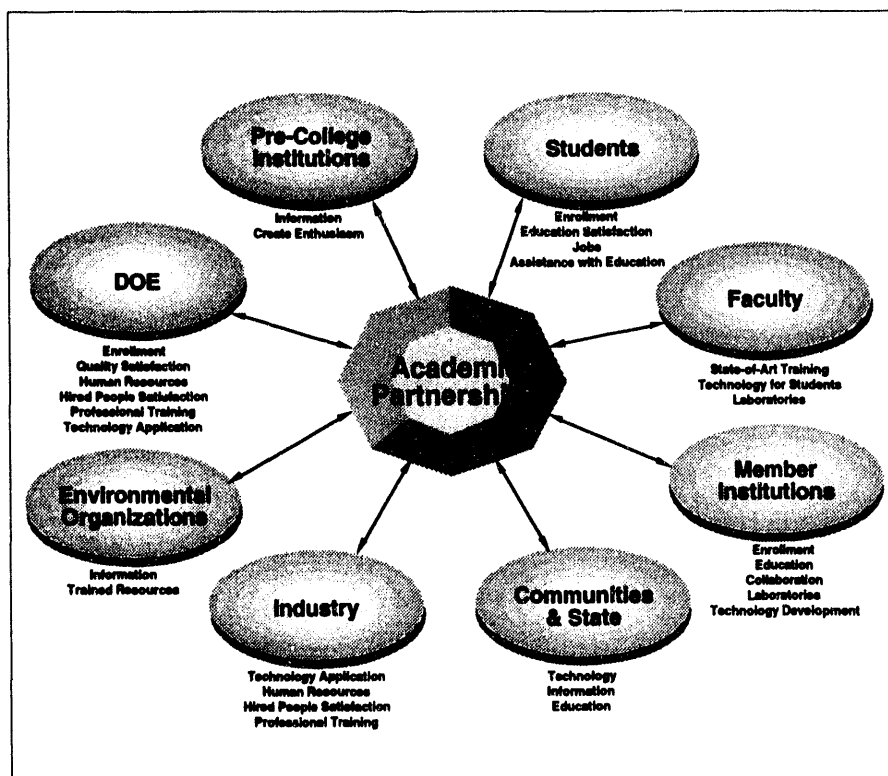 Pre-College
Institutions
Information
Create Enthusiasm
Students
Enrollment
Education Satisfaction
Jobs
Assistance with Education
DOE
Enrollment
Quality Satisfaction
Human Resources
Hired People Satisfaction
Professional Training
Technology Application
Faculty
State-of-Art Training
Technology for Students
Laboratories
Academic
Partnership
Environmental
Organizations
Information
Trained Resources
Member
Institutions
Enrollment
Education
Collaboration
Laboratories
Technology Development
Industry
Technology Application
Human Resources
Hired People Satisfaction
Professional Training
Communities
& State
Technology
Information
Education